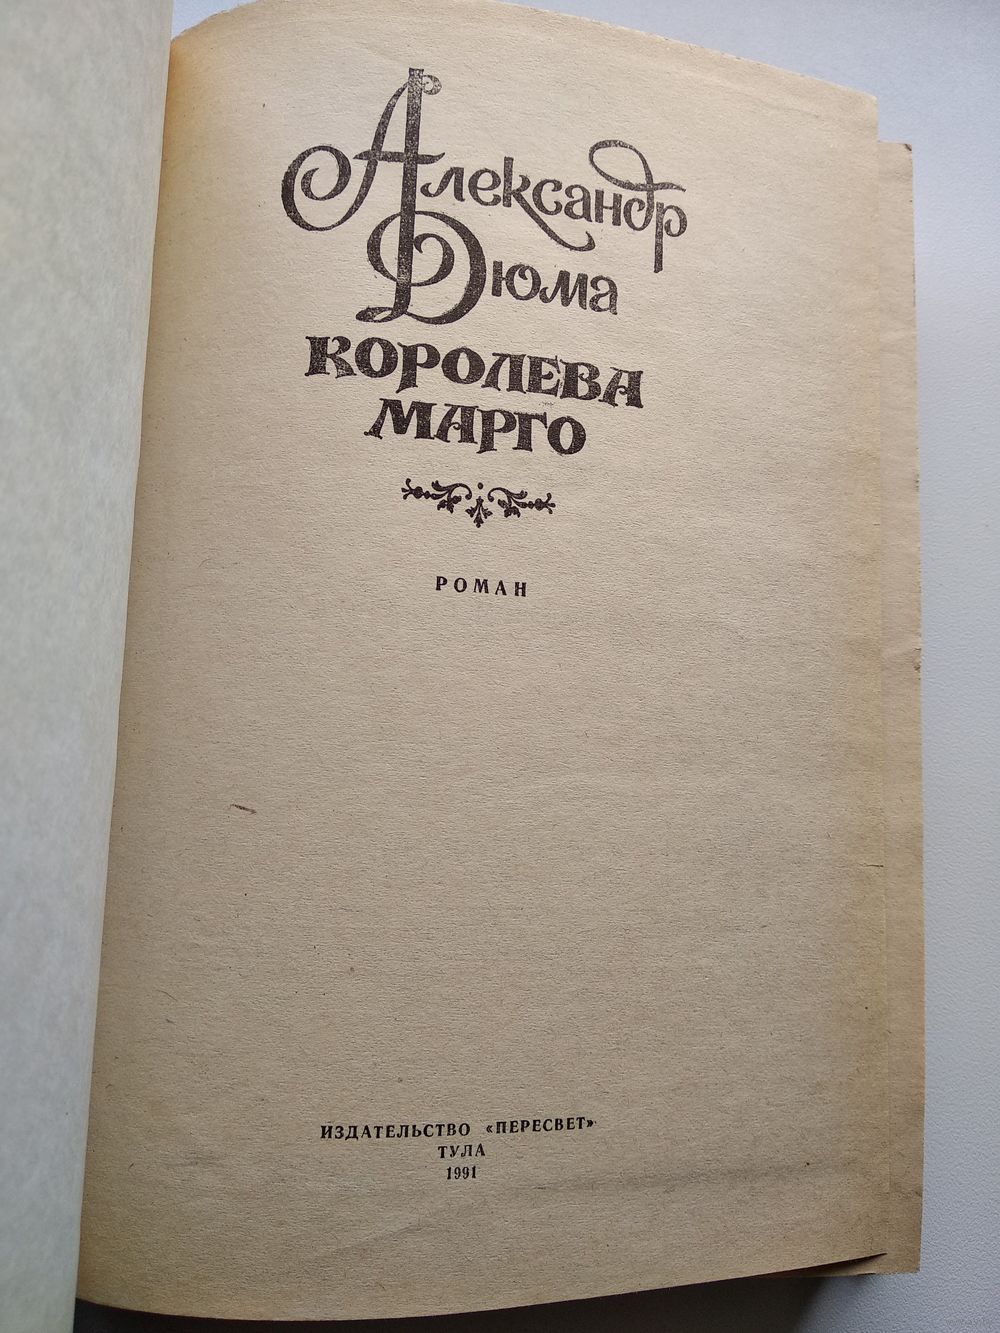 Александр
Дюма
КОРОЛЕВА
МАРГО
РОМАН
ИЗДАТЕЛЬСТВО «ПЕРЕСВЕТ»
ТУЛА
1991